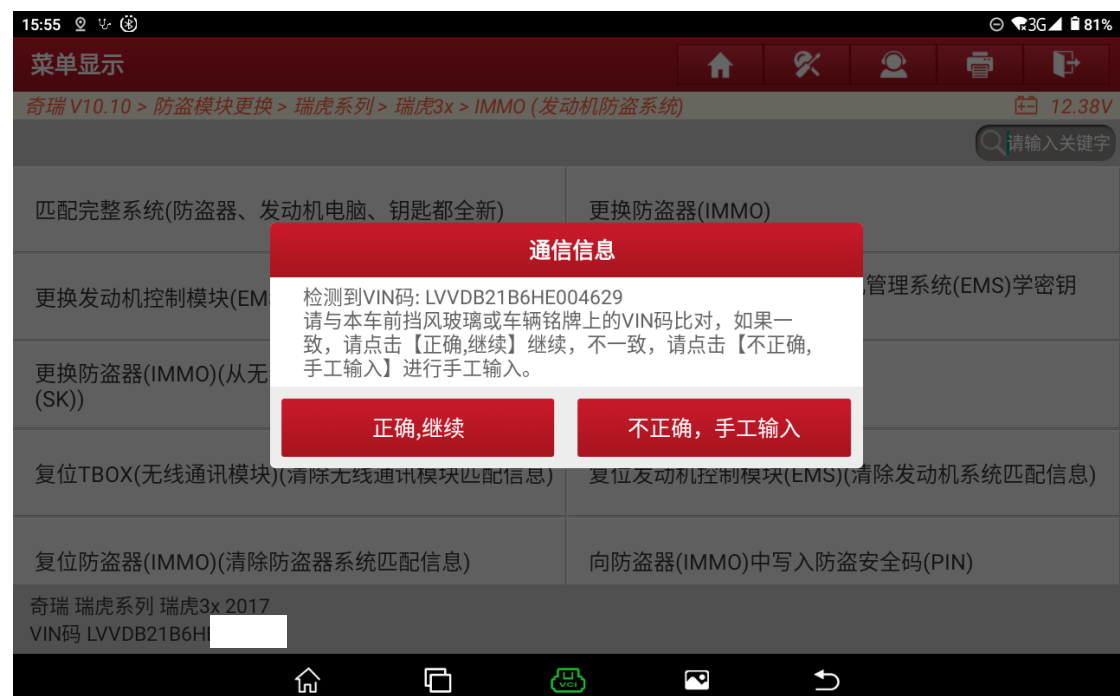 15:55
3G 81%
菜单显示
奇瑞 V10.10 > 防盗模块更换 > 瑞虎系列 > 瑞虎3x > IMMO (发动机防盗系统)
12.38V
请输入关键字
匹配完整系统(防盗器、发动机电脑、钥匙都全新)
更换防盗器(IMMO)
通信信息
检测到VIN码: LVVDB21B6HE004629
请与本车前挡风玻璃或车辆铭牌上的VIN码比对，如果一
致，请点击【正确,继续】继续，不一致，请点击【不正确,
手工输入】进行手工输入。
正确,继续
不正确，手工输入
更换发动机控制模块(EM
管理系统(EMS)学密钥
更换防盗器(IMMO)(从无
(SK))
复位TBOX(无线通讯模块)(清除无线通讯模块匹配信息)
复位发动机控制模块(EMS)(清除发动机系统匹配信息)
复位防盗器(IMMO)(清除防盗器系统匹配信息)
向防盗器(IMMO)中写入防盗安全码(PIN)
奇瑞 瑞虎系列 瑞虎3x 2017
VIN码 LVVDB21B6H
VCI